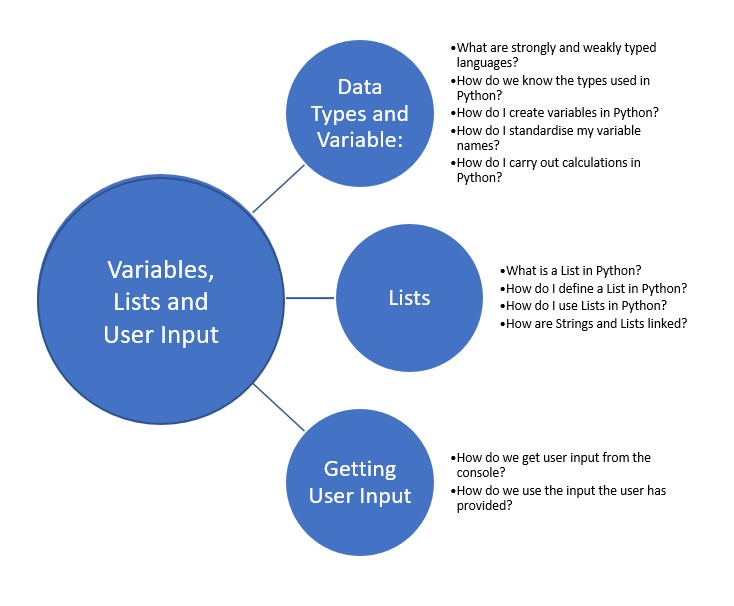 Variables,
Lists and
User Input
Data
Types and
Variable:
•What are strongly and weakly typed
languages?
•How do we know the types used in
Python?
•How do I create variables in Python?
•How do I standardise my variable
names?
•How do I carry out calculations in
Python?
Lists
•What is a List in Python?
•How do I define a List in Python?
•How do I use Lists in Python?
•How are Strings and Lists linked?
Getting
User Input
•How do we get user input from the
console?
•How do we use the input the user has
provided?